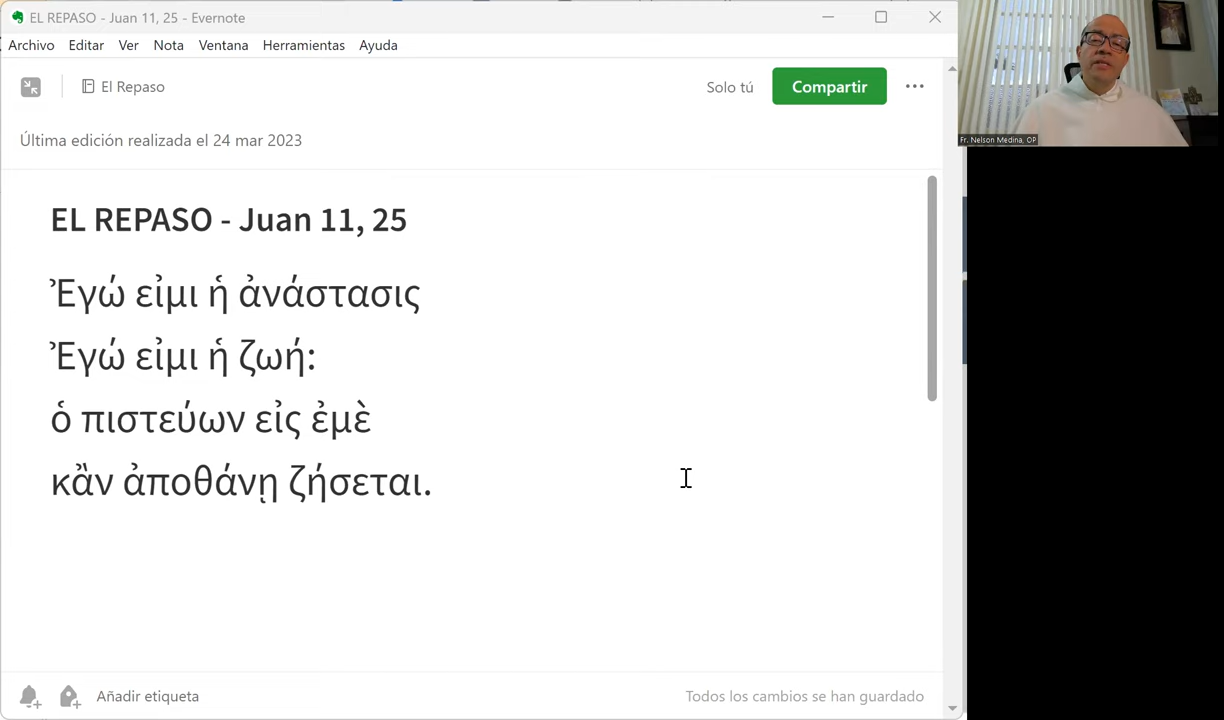 EL REPASO - Juan 11, 25 - Evernote
Archivo Editar Ver Nota Ventana Herramientas Ayuda
El Repaso
Solo tú
Compartir
Última edición realizada el 24 mar 2023
EL REPASO - Juan 11, 25
Ἐγώ εἰμι ἡ ἀνάστασις
Ἐγώ εἰμι ἡ ζωή:
ὁ πιστεύων εἰς ἐμὲ
κἂν ἀποθάνῃ ζήσεται.
Añadir etiqueta
Todos los cambios se han guardado
Fr. Nelson Medina, OP